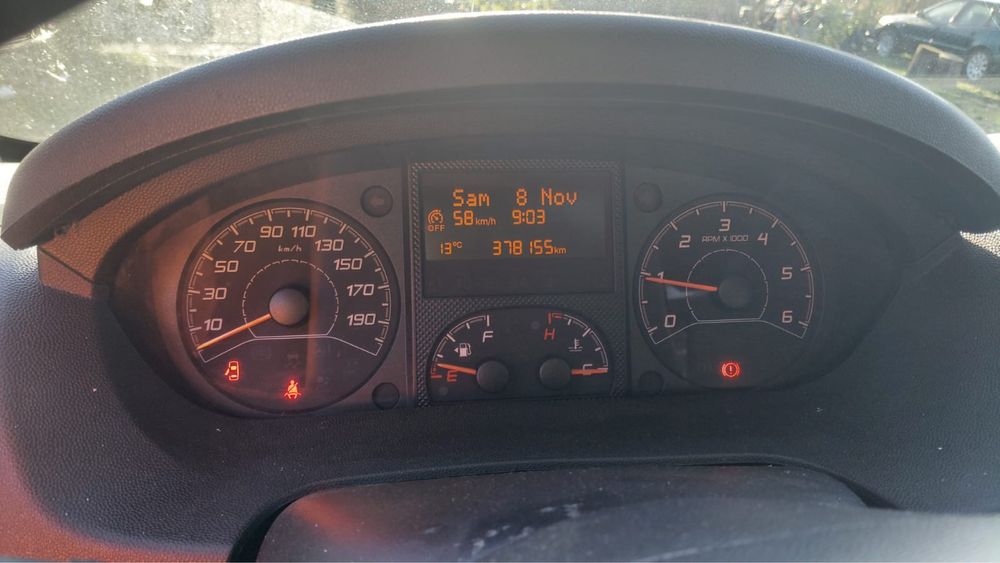 Sam 8 Nov
OFF 58 km/h 9:03
13°C 378155 km
10 30 50 70 90 110 130 150 170 190
km/h
0 1 2 3 4 5 6
RPM X 1000
E F
H C